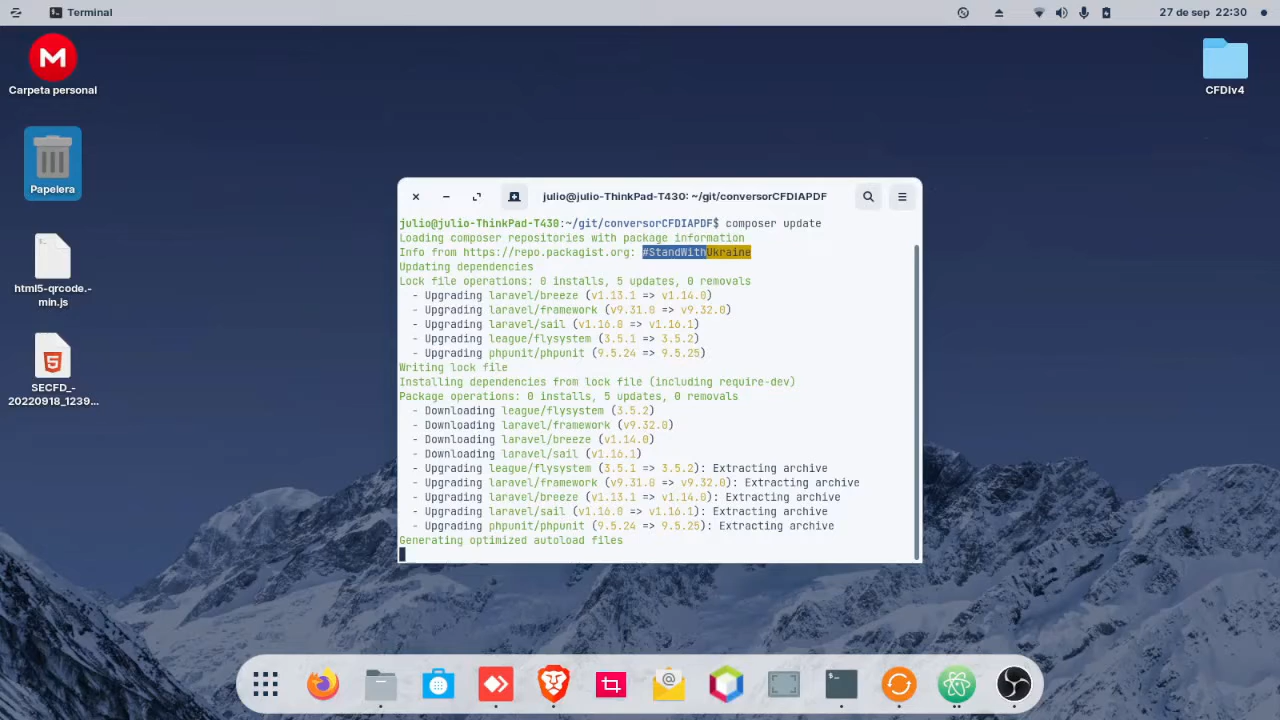 Terminal
27 de sep 22:30
Carpeta personal
CFDIv4
Papelera
html5-qrcode.-
min.js
SECFD_-
20220918_1239...
julio@julio-ThinkPad-T430: ~/git/conversorCFDIAPDF
julio@julio-ThinkPad-T430:~/git/conversorCFDIAPDF$ composer update
Loading composer repositories with package information
Info from https://repo.packagist.org: #StandWithUkraine
Updating dependencies
Lock file operations: 0 installs, 5 updates, 0 removals
- Upgrading laravel/breeze (v1.13.1 => v1.14.0)
- Upgrading laravel/framework (v9.31.0 => v9.32.0)
- Upgrading laravel/sail (v1.16.0 => v1.16.1)
- Upgrading league/flysystem (3.5.1 => 3.5.2)
- Upgrading phpunit/phpunit (9.5.24 => 9.5.25)
Writing lock file
Installing dependencies from lock file (including require-dev)
Package operations: 0 installs, 5 updates, 0 removals
- Downloading league/flysystem (3.5.2)
- Downloading laravel/framework (v9.32.0)
- Downloading laravel/breeze (v1.14.0)
- Downloading laravel/sail (v1.16.1)
- Upgrading league/flysystem (3.5.1 => 3.5.2): Extracting archive
- Upgrading laravel/framework (v9.31.0 => v9.32.0): Extracting archive
- Upgrading laravel/breeze (v1.13.1 => v1.14.0): Extracting archive
- Upgrading laravel/sail (v1.16.0 => v1.16.1): Extracting archive
- Upgrading phpunit/phpunit (9.5.24 => 9.5.25): Extracting archive
Generating optimized autoload files